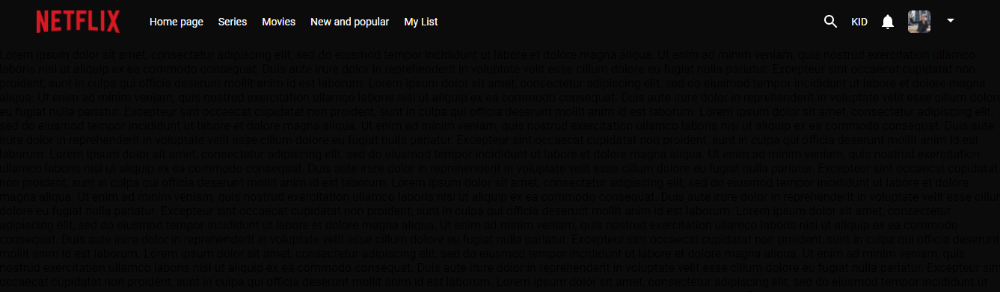 NETFLIX Home page Series Movies New and popular My List KID
Lorem ipsum dolor sit amet, consectetur adipiscing elit, sed do eiusmod tempor incididunt ut labore et dolore magna aliqua. Ut enim ad minim veniam, quis nostrud exercitation ullamco
laboris nisi ut aliquip ex ea commodo consequat. Duis aute irure dolor in reprehenderit in voluptate velit esse cillum dolore eu fugiat nulla pariatur. Excepteur sint occaecat cupidatat non
proident, sunt in culpa qui officia deserunt mollit anim id est laborum. Lorem ipsum dolor sit amet, consectetur adipiscing elit, sed do eiusmod tempor incididunt ut labore et dolore magna
aliqua. Ut enim ad minim veniam, quis nostrud exercitation ullamco laboris nisi ut aliquip ex ea commodo consequat. Duis aute irure dolor in reprehenderit in voluptate velit esse cillum dolore
eu fugiat nulla pariatur. Excepteur sint occaecat cupidatat non proident, sunt in culpa qui officia deserunt mollit anim id est laborum. Lorem ipsum dolor sit amet, consectetur adipiscing elit,
sed do eiusmod tempor incididunt ut labore et dolore magna aliqua. Ut enim ad minim veniam, quis nostrud exercitation ullamco laboris nisi ut aliquip ex ea commodo consequat. Duis aute
irure dolor in reprehenderit in voluptate velit esse cillum dolore eu fugiat nulla pariatur. Excepteur sint occaecat cupidatat non proident, sunt in culpa qui officia deserunt mollit anim id est
laborum. Lorem ipsum dolor sit amet, consectetur adipiscing elit, sed do eiusmod tempor incididunt ut labore et dolore magna aliqua. Ut enim ad minim veniam, quis nostrud exercitation
ullamco laboris nisi ut aliquip ex ea commodo consequat. Duis aute irure dolor in reprehenderit in voluptate velit esse cillum dolore eu fugiat nulla pariatur. Excepteur sint occaecat cupidatat
non proident, sunt in culpa qui officia deserunt mollit anim id est laborum. Lorem ipsum dolor sit amet, consectetur adipiscing elit, sed do eiusmod tempor incididunt ut labore et dolore
magna aliqua. Ut enim ad minim veniam, quis nostrud exercitation ullamco laboris nisi ut aliquip ex ea commodo consequat. Duis aute irure dolor in reprehenderit in voluptate velit esse cillum
dolore eu fugiat nulla pariatur. Excepteur sint occaecat cupidatat non proident, sunt in culpa qui officia deserunt mollit anim id est laborum. Lorem ipsum dolor sit amet, consectetur
adipiscing elit, sed do eiusmod tempor incididunt ut labore et dolore magna aliqua. Ut enim ad minim veniam, quis nostrud exercitation ullamco laboris nisi ut aliquip ex ea commodo
consequat. Duis aute irure dolor in reprehenderit in voluptate velit esse cillum dolore eu fugiat nulla pariatur. Excepteur sint occaecat cupidatat non proident, sunt in culpa qui officia deserunt
mollit anim id est laborum. Lorem ipsum dolor sit amet, consectetur adipiscing elit, sed do eiusmod tempor incididunt ut labore et dolore magna aliqua. Ut enim ad minim veniam, quis
nostrud exercitation ullamco laboris nisi ut aliquip ex ea commodo consequat. Duis aute irure dolor in reprehenderit in voluptate velit esse cillum dolore eu fugiat nulla pariatur. Excepteur sint
occaecat cupidatat non proident, sunt in culpa qui officia deserunt mollit anim id est laborum. Lorem ipsum dolor sit amet, consectetur adipiscing elit, sed do eiusmod tempor incididunt ut